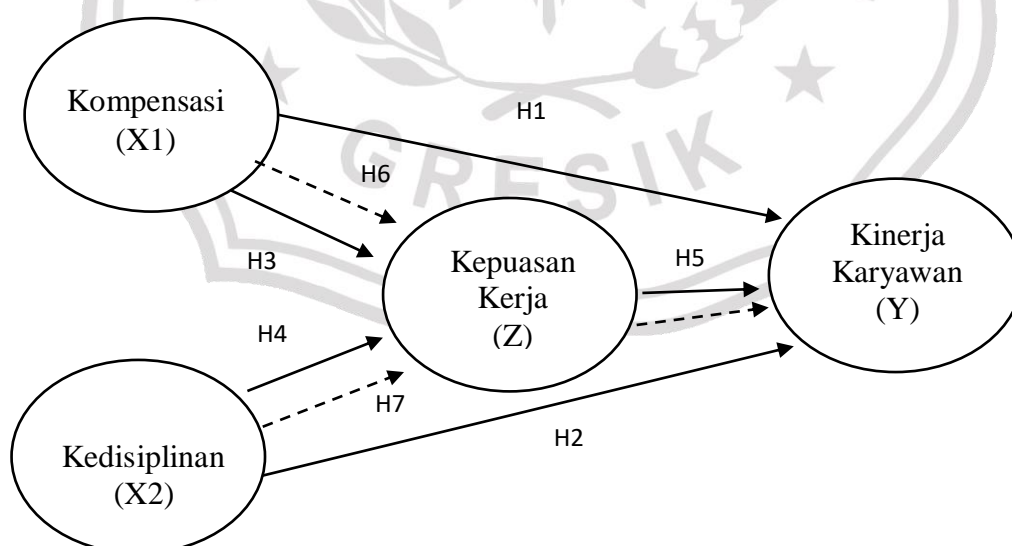 Kompensasi
(X1)
H1
GRESIK
H6
H3
Kepuasan
Kerja
(Z)
H5
Kinerja
Karyawan
(Y)
H4
H7
H2
Kedisiplinan
(X2)